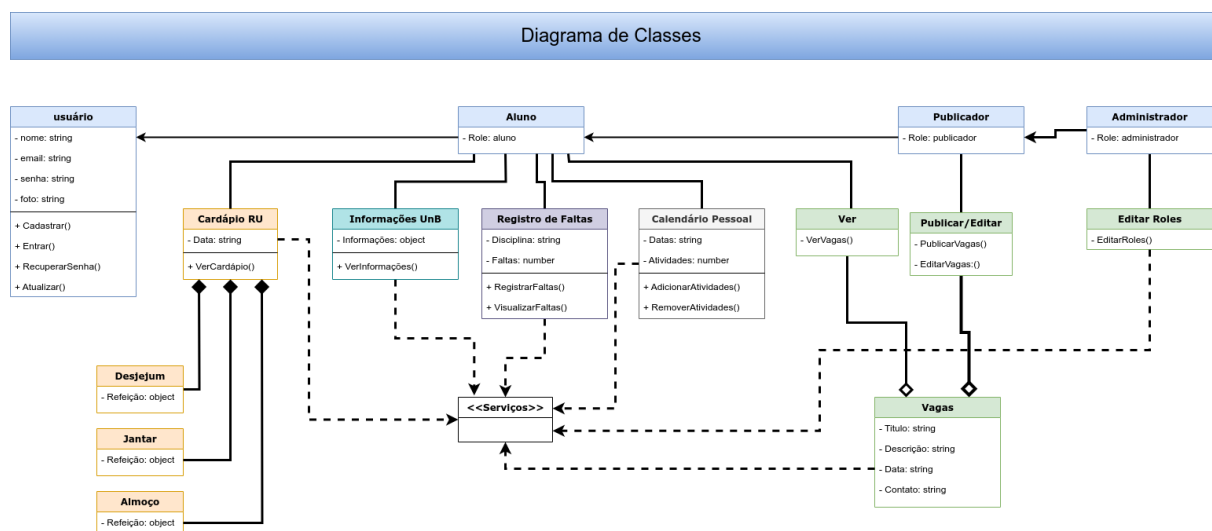 Diagrama de Classes
usuário
- nome: string
- email: string
- senha: string
- foto: string
+ Cadastrar()
+ Entrar()
+ RecuperarSenha()
+ Atualizar()
Aluno
- Role: aluno
Publicador
- Role: publicador
Administrador
- Role: administrador
Cardápio RU
- Data: string
+ VerCardápio()
Informações UnB
- Informações: object
+ VerInformações()
Registro de Faltas
- Disciplina: string
- Faltas: number
+ RegistrarFaltas()
+ VisualizarFaltas()
Calendário Pessoal
- Datas: string
- Atividades: number
+ AdicionarAtividades()
+ RemoverAtividades()
Ver
- VerVagas()
Publicar/Editar
- PublicarVagas()
- EditarVagas:()
Editar Roles
- EditarRoles()
Desjejum
- Refeição: object
Jantar
- Refeição: object
Almoço
- Refeição: object
<<Serviços>>
Vagas
- Titulo: string
- Descrição: string
- Data: string
- Contato: string